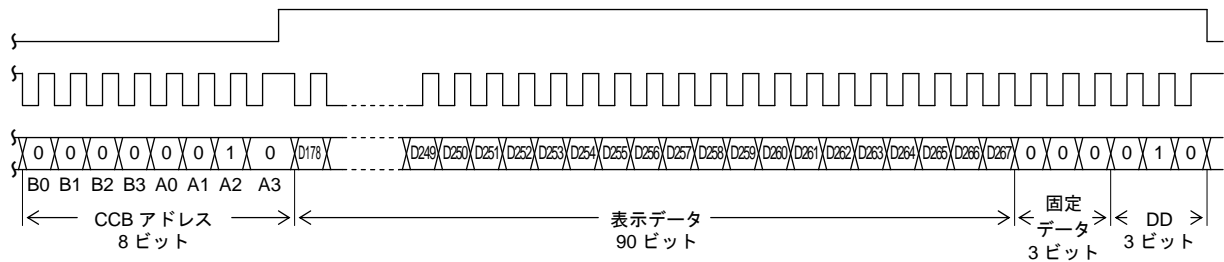 0 0 0 0 0 0 1 0 D178 D249 D250 D251 D252 D253 D254 D255 D256 D257 D258 D259 D260 D261 D262 D263 D264 D265 D266 D267 0 0 0 0 1 0
B0 B1 B2 B3 A0 A1 A2 A3
CCB アドレス
8 ビット
表示データ
90 ビット
固定
データ
3 ビット
DD
3 ビット